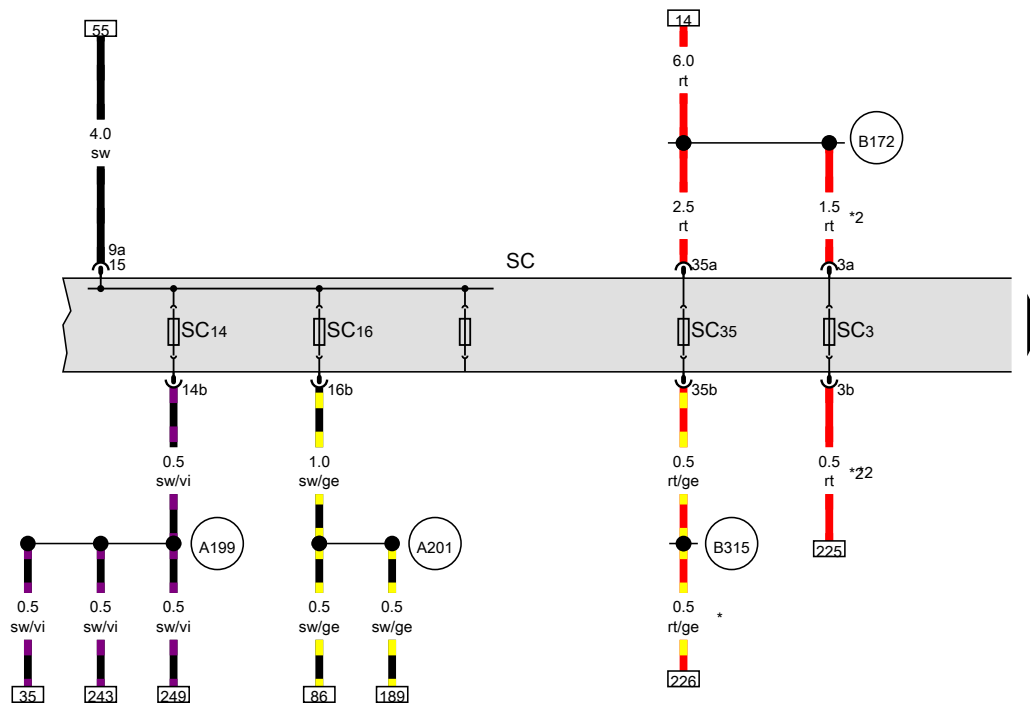 55
14
6.0
rt
4.0
sw
B172
2.5
rt
1.5
rt
*2
9a
15
SC
35a
3a
SC14
SC16
SC35
SC3
14b
16b
35b
3b
0.5
sw/vi
1.0
sw/ge
0.5
rt/ge
0.5
rt
A199
A201
B315
225
0.5
sw/vi
0.5
sw/vi
0.5
sw/vi
0.5
sw/ge
0.5
sw/ge
0.5
rt/ge
*
35
243
249
86
189
226